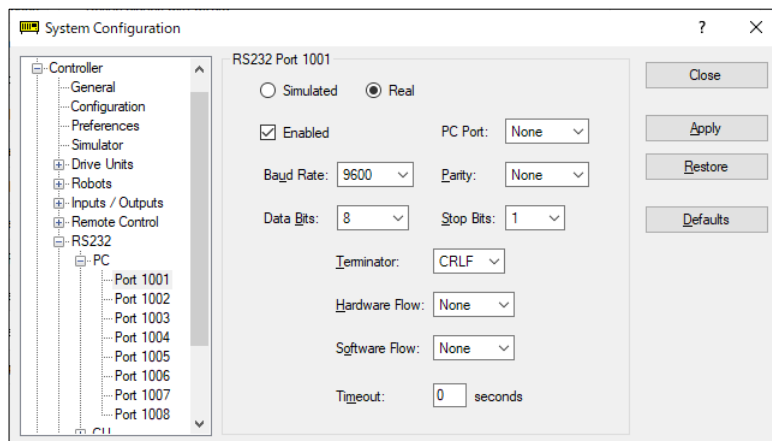 System Configuration
Controller
General
Configuration
Preferences
Simulator
Drive Units
Robots
Inputs / Outputs
Remote Control
RS232
PC
Port 1001
Port 1002
Port 1003
Port 1004
Port 1005
Port 1006
Port 1007
Port 1008
CU
RS232 Port 1001
Simulated Real
Enabled PC Port: None
Baud Rate: 9600 Parity: None
Data Bits: 8 Stop Bits: 1
Terminator: CRLF
Hardware Flow: None
Software Flow: None
Timeout: 0 seconds
Close
Apply
Restore
Defaults